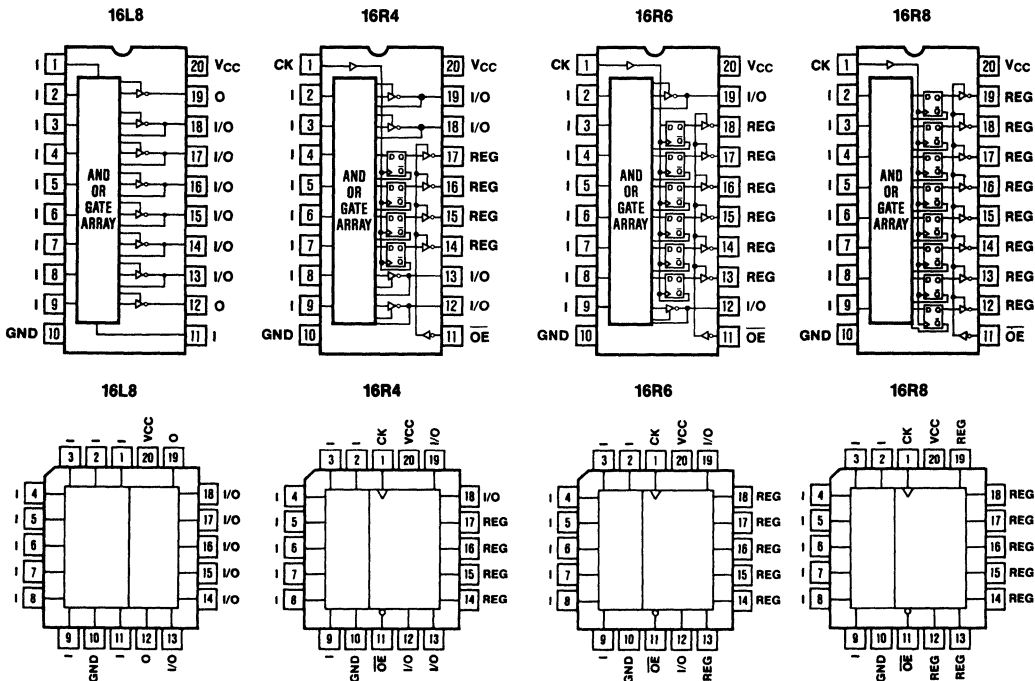 16L8 16R4 16R6 16R8
I 1 20 VCC
I 2 19 O
I 3 18 I/O
I 4 17 I/O
I 5 16 I/O
I 6 15 I/O
I 7 14 I/O
I 8 13 I/O
I 9 12 O
GND 10 11 I
AND
OR
GATE
ARRAY
CK 1 20 VCC
I 2 19 I/O
I 3 18 I/O
I 4 17 REG
I 5 16 REG
I 6 15 REG
I 7 14 REG
I 8 13 I/O
I 9 12 I/O
GND 10 11 OE
AND
OR
GATE
ARRAY
CK 1 20 VCC
I 2 19 I/O
I 3 18 REG
I 4 17 REG
I 5 16 REG
I 6 15 REG
I 7 14 REG
I 8 13 REG
I 9 12 I/O
GND 10 11 OE
AND
OR
GATE
ARRAY
CK 1 20 VCC
I 2 19 REG
I 3 18 REG
I 4 17 REG
I 5 16 REG
I 6 15 REG
I 7 14 REG
I 8 13 REG
I 9 12 REG
GND 10 11 OE
AND
OR
GATE
ARRAY
16L8 16R4 16R6 16R8
I I I VCC O
3 2 1 20 19
I 4 18 I/O
I 5 17 I/O
I 6 16 I/O
I 7 15 I/O
I 8 14 I/O
9 10 11 12 13
I GND I O I/O
I I CK VCC I/O
3 2 1 20 19
I 4 18 I/O
I 5 17 REG
I 6 16 REG
I 7 15 REG
I 8 14 REG
9 10 11 12 13
I GND OE I/O I/O
I I CK VCC I/O
3 2 1 20 19
I 4 18 REG
I 5 17 REG
I 6 16 REG
I 7 15 REG
I 8 14 REG
9 10 11 12 13
I GND OE I/O REG
I I CK VCC REG
3 2 1 20 19
I 4 18 REG
I 5 17 REG
I 6 16 REG
I 7 15 REG
I 8 14 REG
9 10 11 12 13
I GND OE REG REG